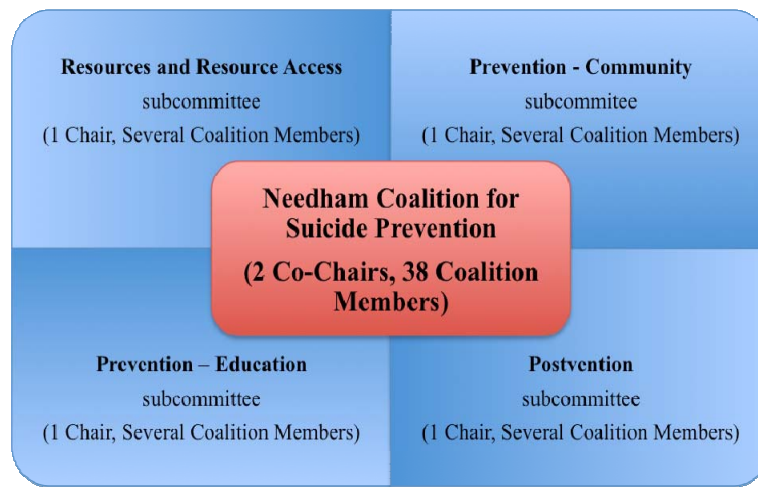 Resources and Resource Access
subcommittee
(1 Chair, Several Coalition Members)
Prevention - Community
subcommitee
(1 Chair, Several Coalition Members)
Needham Coalition for
Suicide Prevention
(2 Co-Chairs, 38 Coalition
Members)
Prevention – Education
subcommittee
(1 Chair, Several Coalition Members)
Postvention
subcommittee
(1 Chair, Several Coalition Members)